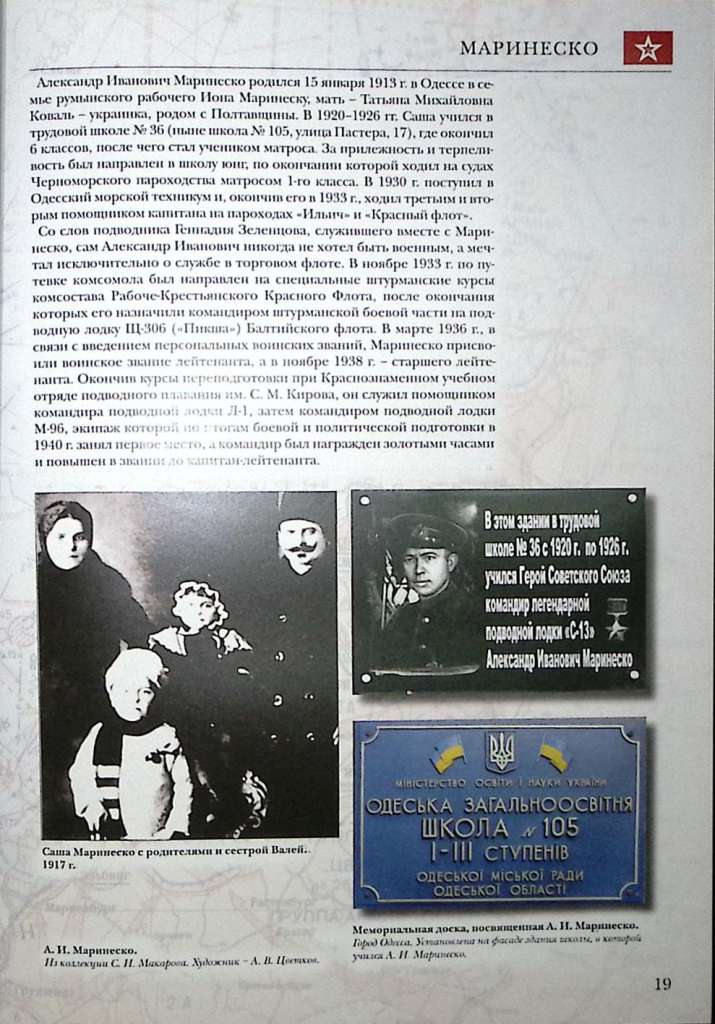 МАРИНЕСКО
Александр Иванович Маринеско родился 15 января 1913 г. в Одессе в се-
мье румынского рабочего Иона Маринеску, мать – Татьяна Михайловна
Коваль – украинка, родом с Полтавщины. В 1920–1926 гг. Саша учился в
трудовой школе № 36 (ныне школа № 105, улица Пастера, 17), где окончил
6 классов, после чего стал учеником матроса. За прилежность и терпели-
вость был направлен в школу юнг, по окончании которой ходил на судах
Черноморского пароходства матросом 1-го класса. В 1930 г. поступил в
Одесский морской техникум и, окончив его в 1933 г., ходил третьим и вто-
рым помощником капитана на пароходах «Ильич» и «Красный флот».
Со слов подводника Геннадия Зеленцова, служившего вместе с Мари-
неско, сам Александр Иванович никогда не хотел быть военным, а меч-
тал исключительно о службе в торговом флоте. В ноябре 1933 г. по пу-
тевке комсомола был направлен на специальные штурманские курсы
комсостава Рабоче-Крестьянского Красного Флота, после окончания
которых его назначили командиром штурманской боевой части на под-
водную лодку Щ-306 («Пикша») Балтийского флота. В марте 1936 г., в
связи с введением персональных воинских званий, Маринеско присво-
или воинское звание лейтенанта, а в ноябре 1938 г. – старшего лейте-
нанта. Окончив курсы переподготовки при Краснознаменном учебном
отряде подводного плавания им. С. М. Кирова, он служил помощником
командира подводной лодки Л-1, затем командиром подводной лодки
М-96, экипаж которой по итогам боевой и политической подготовки в
1940 г. занял первое место, а командир был награжден золотыми часами
и повышен в звании до капитан-лейтенанта.
В этом здании в трудовой
школе № 36 с 1920 г. по 1926 г.
учился Герой Советского Союза
командир легендарной
подводной лодки «С-13»
Александр Иванович Маринеско
МІНІСТЕРСТВО ОСВІТИ І НАУКИ УКРАЇНИ
ОДЕСЬКА ЗАГАЛЬНООСВІТНЯ
ШКОЛА № 105
І-ІІІ СТУПЕНІВ
ОДЕСЬКОЇ МІСЬКОЇ РАДИ
ОДЕСЬКОЇ ОБЛАСТІ
Саша Маринеско с родителями и сестрой Валей.
1917 г.
А. И. Маринеско.
Из коллекции С. И. Макарова. Художник – А. В. Цветков.
Мемориальная доска, посвященная А. И. Маринеско.
Город Одесса. Установлена на фасаде здания школы, в которой
учился А. И. Маринеско.
19